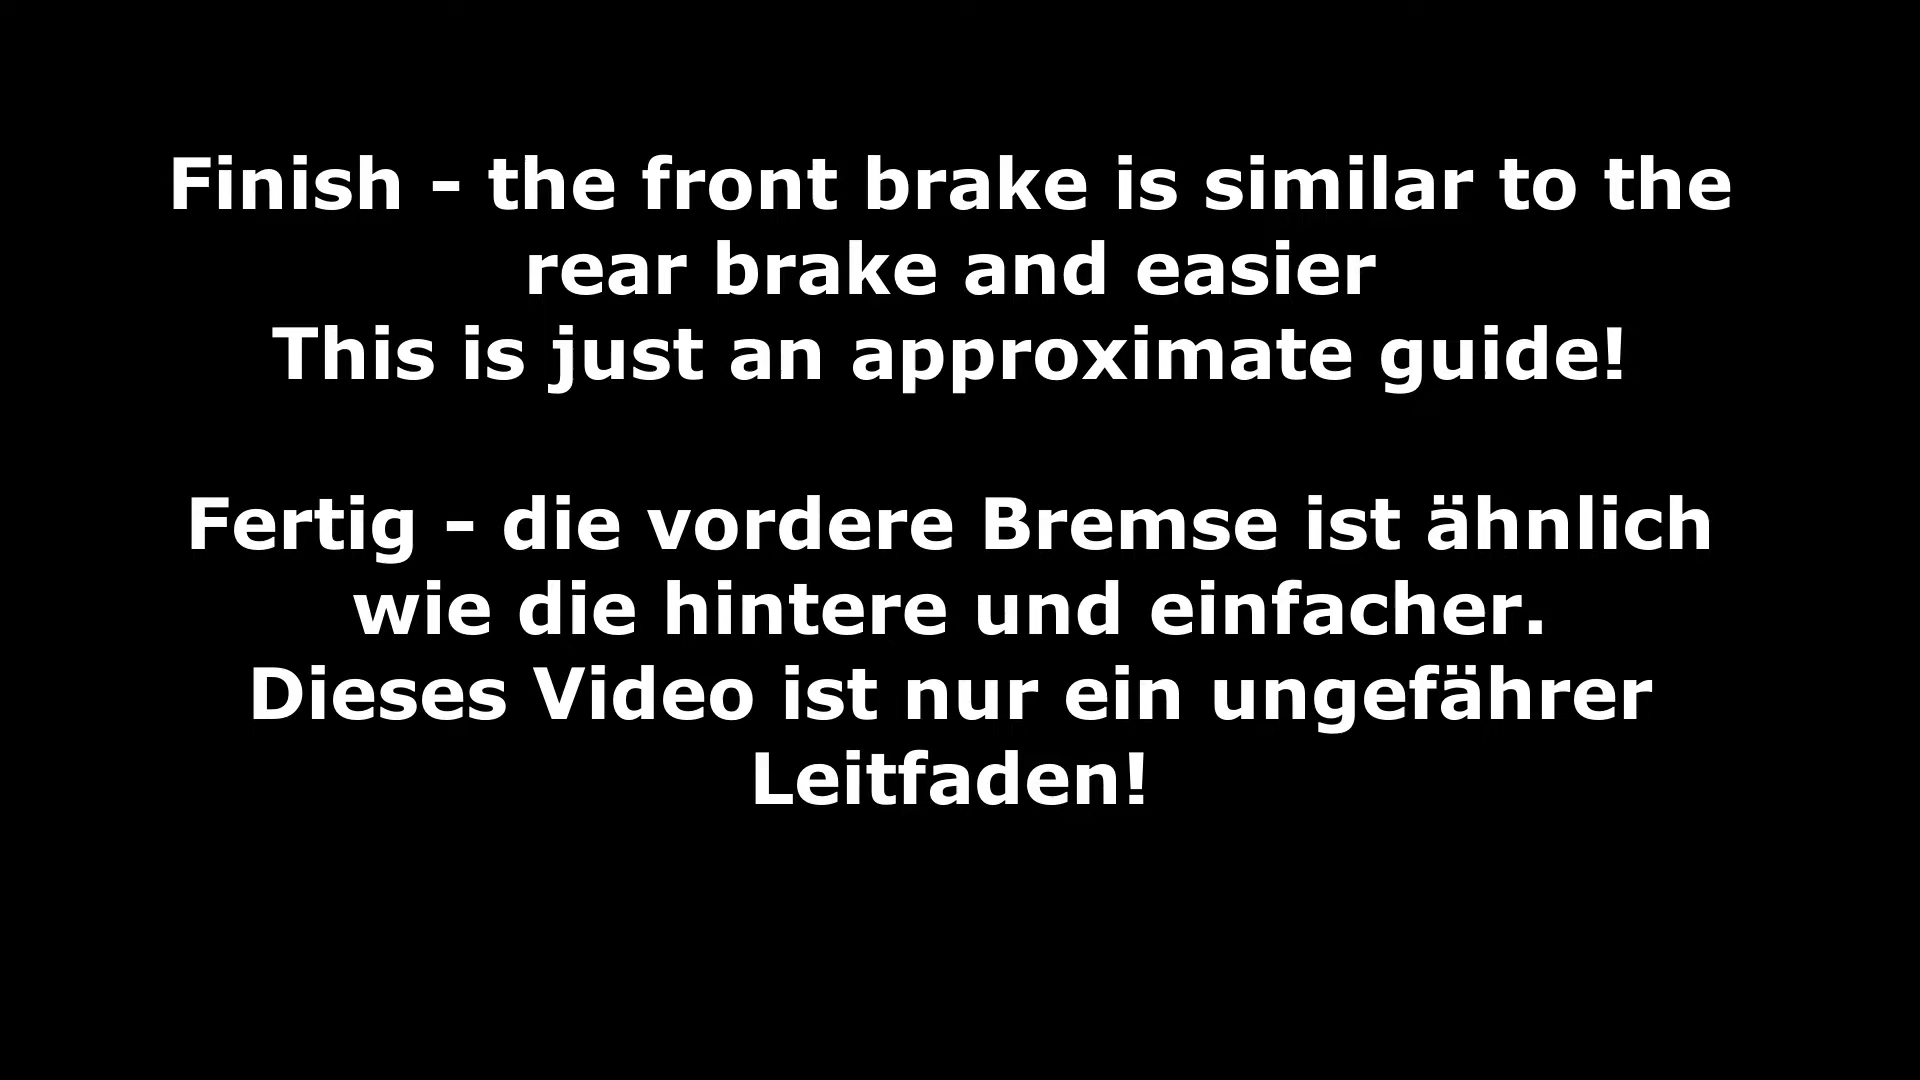 Finish - the front brake is similar to the
rear brake and easier
This is just an approximate guide!
Fertig - die vordere Bremse ist ähnlich
wie die hintere und einfacher.
Dieses Video ist nur ein ungefährer
Leitfaden!